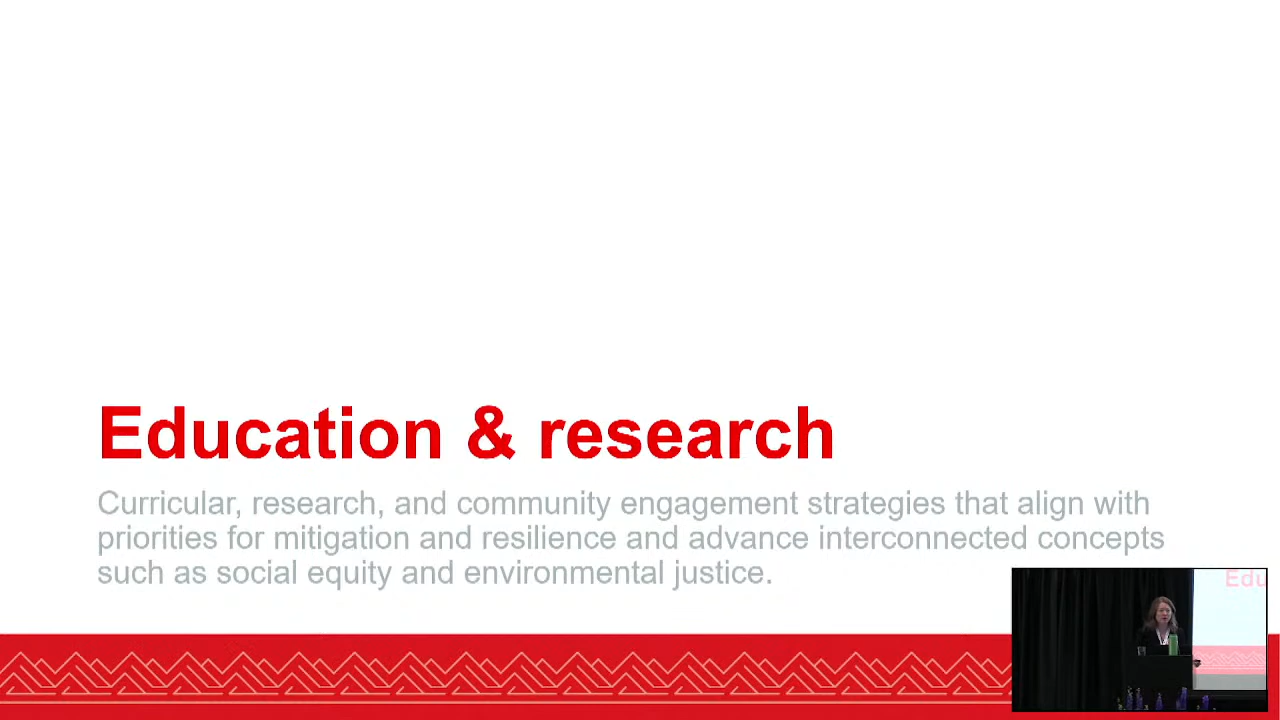 Education & research
Curricular, research, and community engagement strategies that align with
priorities for mitigation and resilience and advance interconnected concepts
such as social equity and environmental justice.
Edu